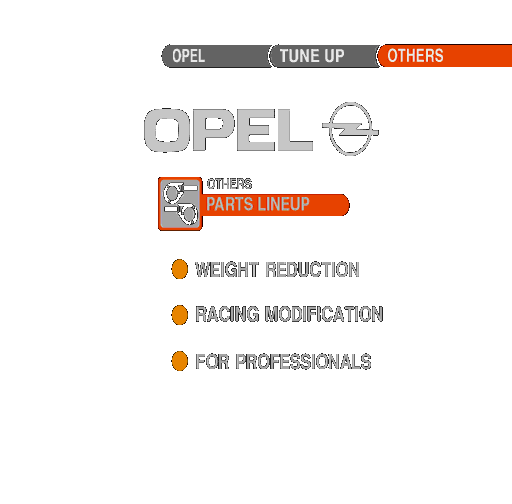 OPEL TUNE UP OTHERS
OPEL
OTHERS
PARTS LINEUP
WEIGHT REDUCTION
RACING MODIFICATION
FOR PROFESSIONALS